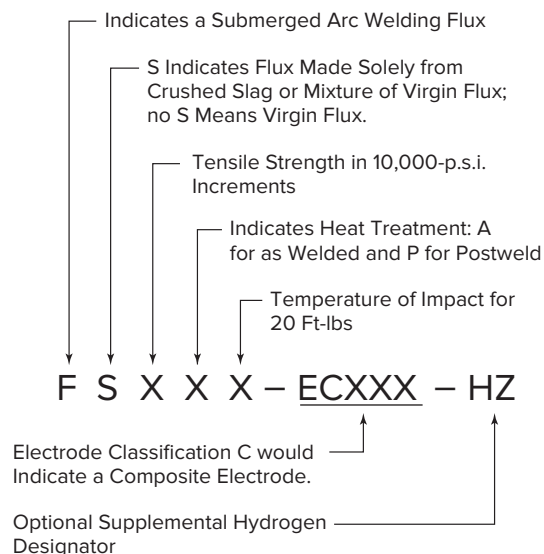 Indicates a Submerged Arc Welding Flux
S Indicates Flux Made Solely from
Crushed Slag or Mixture of Virgin Flux;
no S Means Virgin Flux.
Tensile Strength in 10,000-p.s.i.
Increments
Indicates Heat Treatment: A
for as Welded and P for Postweld
Temperature of Impact for
20 Ft-lbs
F S X X X – ECXXX – HZ
Electrode Classification C would
Indicate a Composite Electrode.
Optional Supplemental Hydrogen
Designator